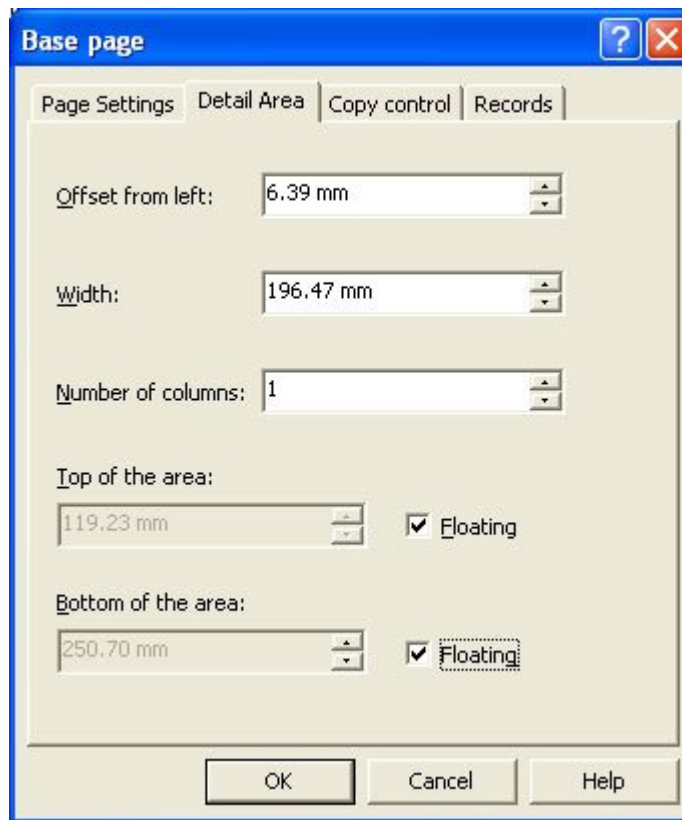 Base page
Page Settings Detail Area Copy control Records
Offset from left: 6.39 mm
Width: 196.47 mm
Number of columns: 1
Top of the area:
119.23 mm Floating
Bottom of the area:
250.70 mm Floating
OK Cancel Help